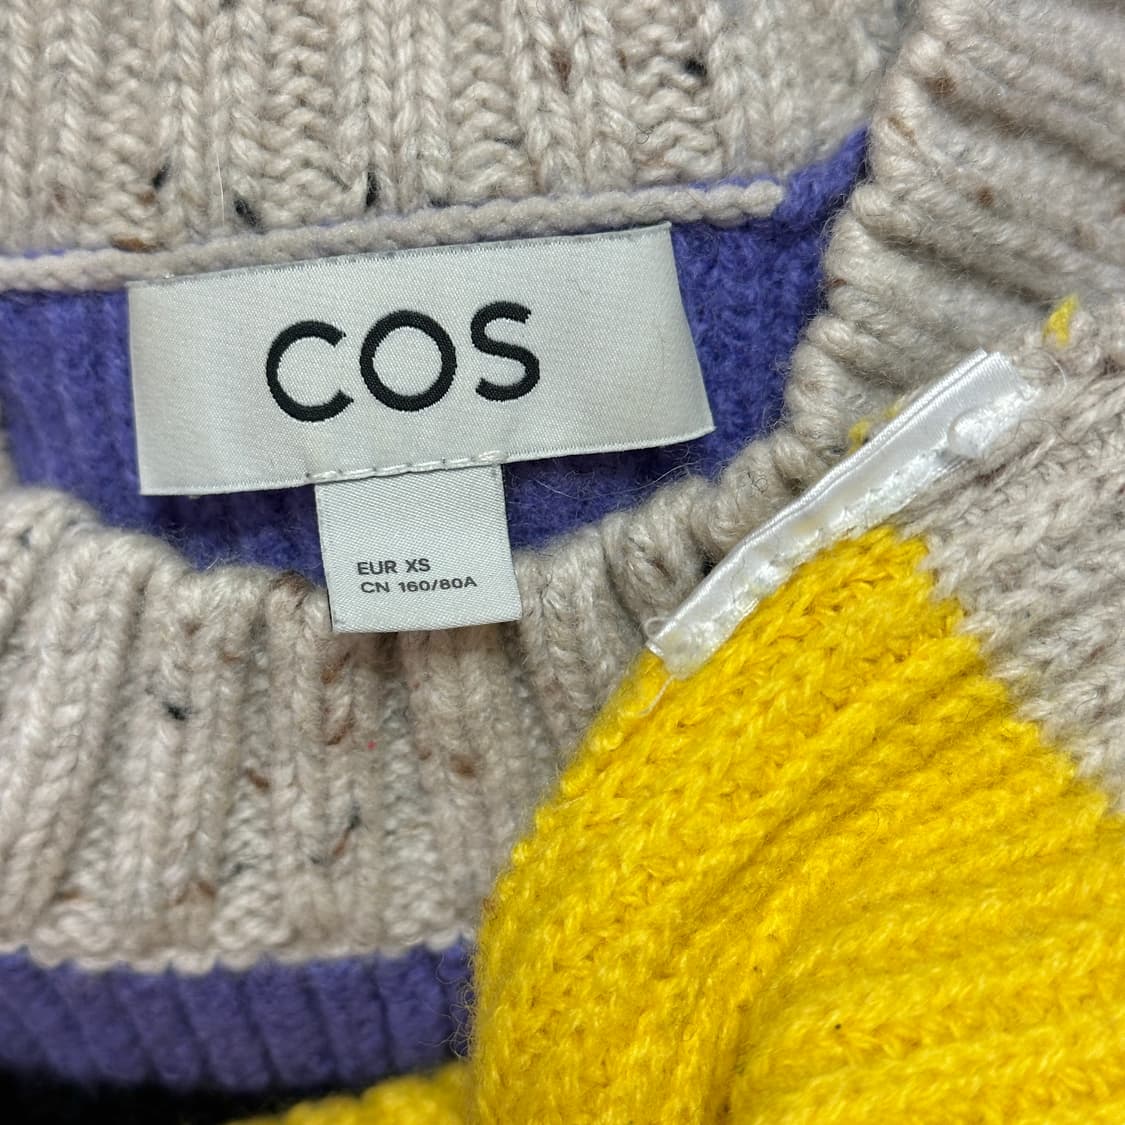 COS
EUR XS
CN 160/80A